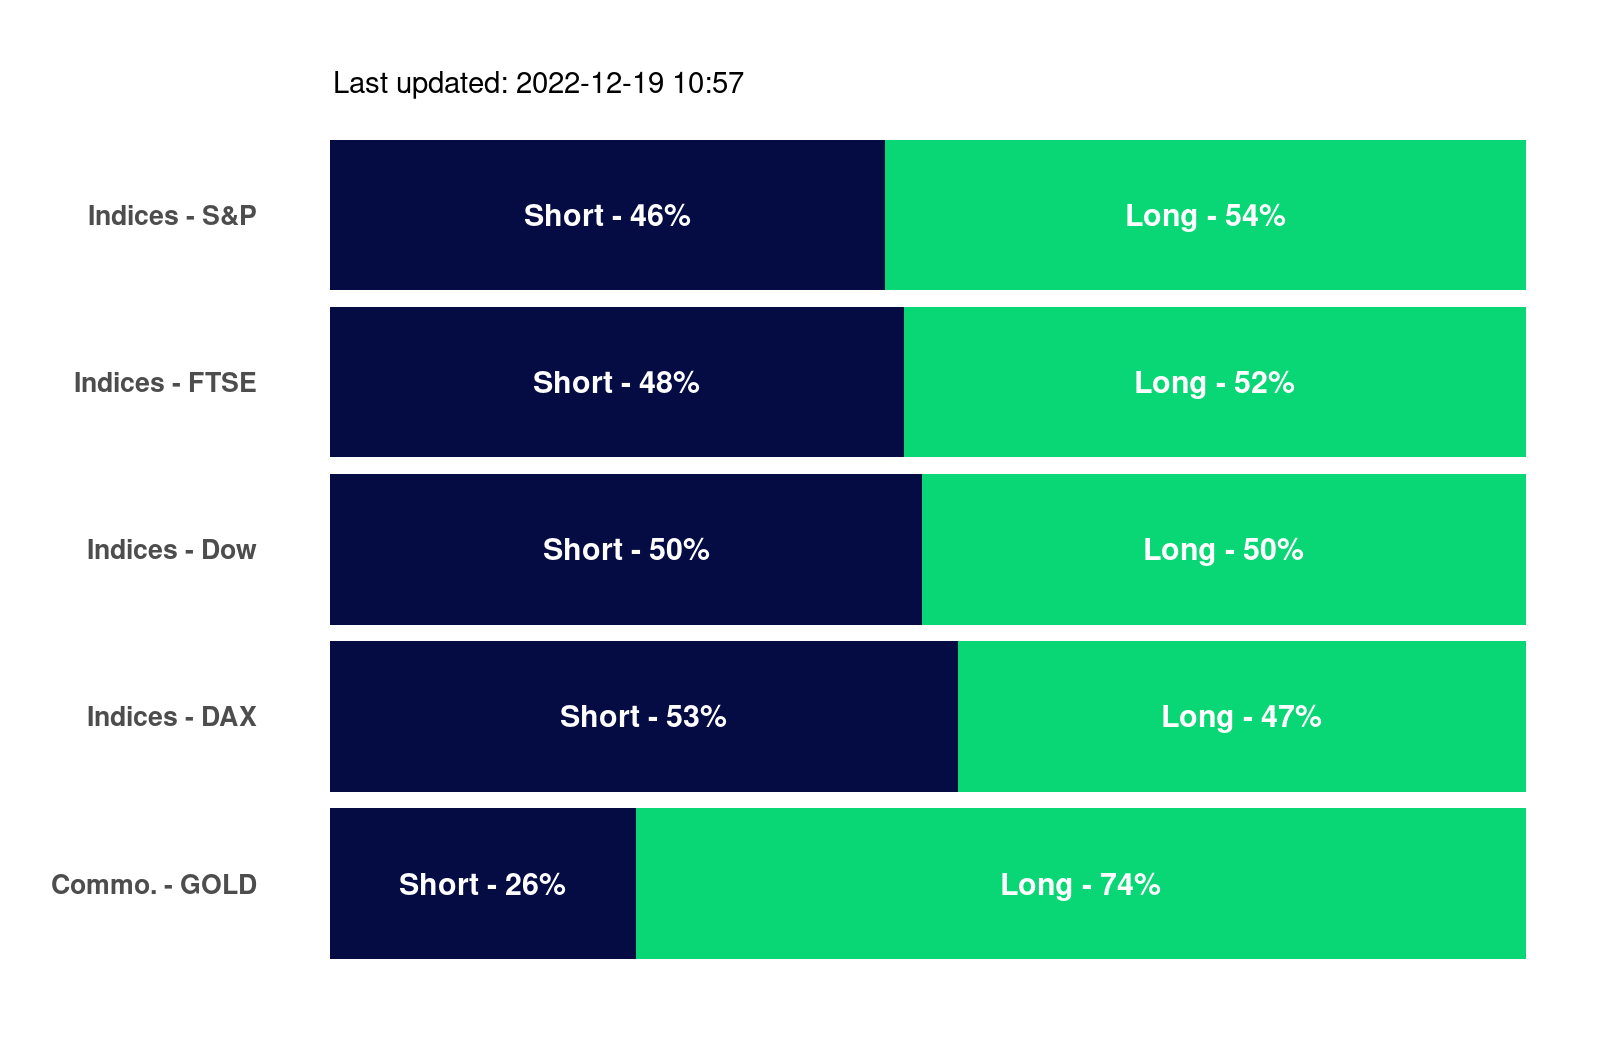 Last updated: 2022-12-19 10:57
Indices - S&P Short - 46% Long - 54%
Indices - FTSE Short - 48% Long - 52%
Indices - Dow Short - 50% Long - 50%
Indices - DAX Short - 53% Long - 47%
Commo. - GOLD Short - 26% Long - 74%